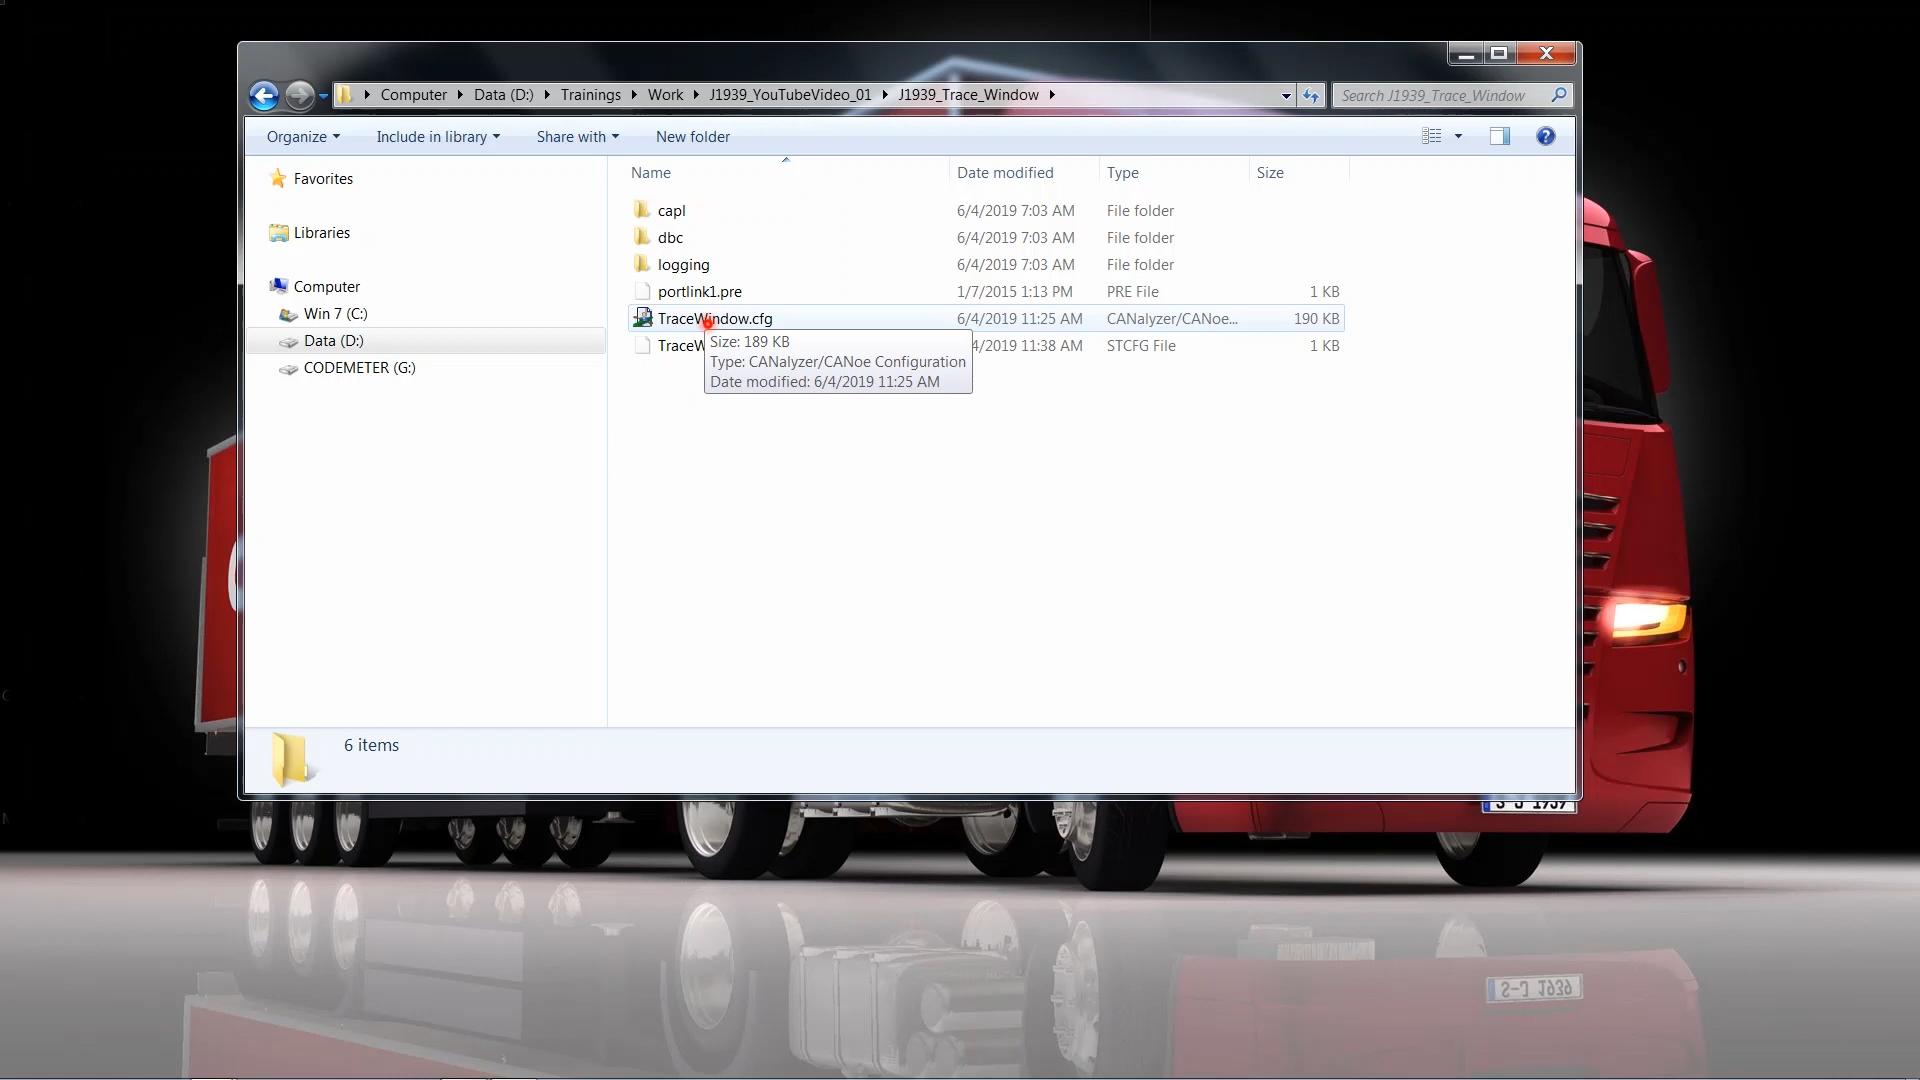 Computer Data (D:) Trainings Work J1939_YouTubeVideo_01 J1939_Trace_Window
Search J1939_Trace_Window
Organize Include in library Share with New folder
Favorites
Libraries
Computer
Win 7 (C:)
Data (D:)
CODEMETER (G:)
Name Date modified Type Size
capl 6/4/2019 7:03 AM File folder
dbc 6/4/2019 7:03 AM File folder
logging 6/4/2019 7:03 AM File folder
portlink1.pre 1/7/2015 1:13 PM PRE File 1 KB
TraceWindow.cfg 6/4/2019 11:25 AM CANalyzer/CANoe... 190 KB
TraceW 4/2019 11:38 AM STCFG File 1 KB
Size: 189 KB
Type: CANalyzer/CANoe Configuration
Date modified: 6/4/2019 11:25 AM
6 items
S-J 1939
S-J 1939